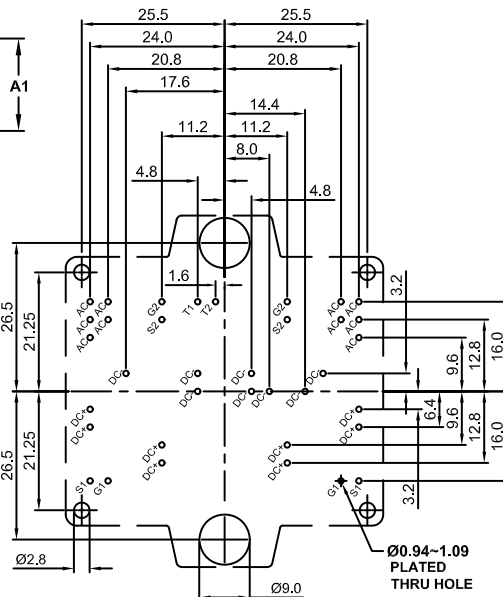 25.5 25.5
24.0 24.0
A1
20.8 20.8
17.6
14.4
11.2 11.2
8.0
4.8 4.8
1.6
3.2
26.5
21.25
AC AC G2 T1 T2 G2 AC AC
AC AC S2 S2 AC AC
AC AC
9.6 12.8 16.0
DC- DC- DC- DC-
DC- DC- DC- DC-
DC+ DC+
DC+ DC+
6.4 9.6 12.8 16.0
DC+ DC+
DC+ DC+
26.5
21.25
3.2
S1 G1 G1 S1
Ø2.8
Ø9.0
Ø0.94~1.09
PLATED
THRU HOLE